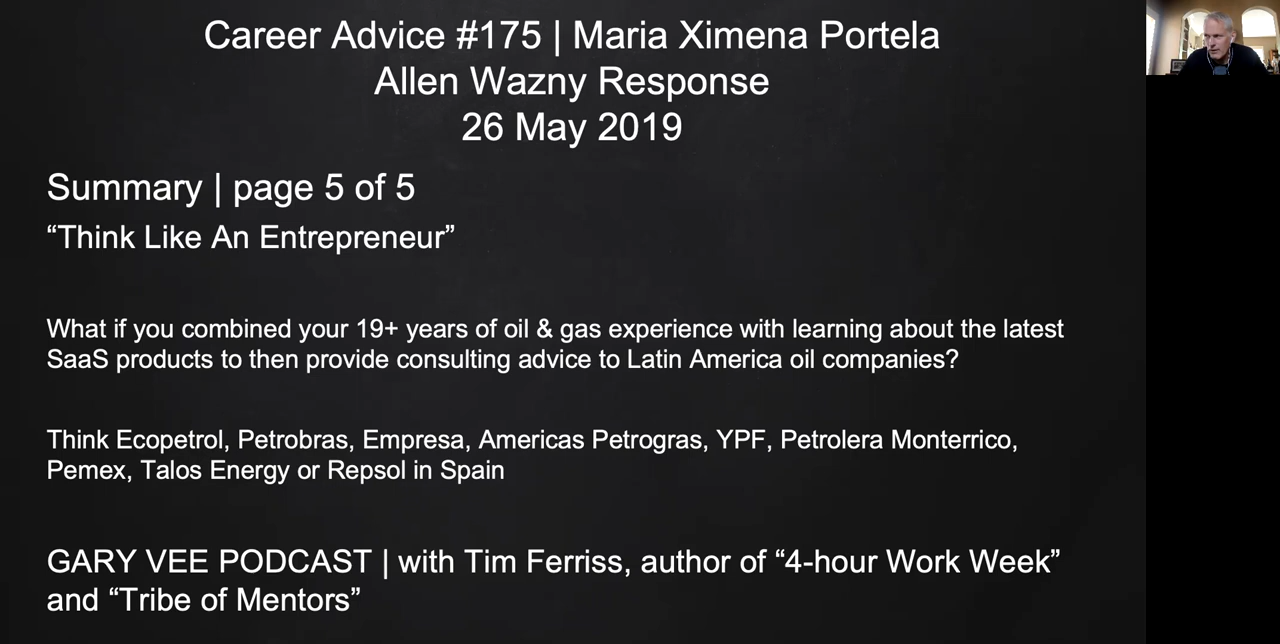 Career Advice #175 | Maria Ximena Portela
Allen Wazny Response
26 May 2019
Summary | page 5 of 5
“Think Like An Entrepreneur”
What if you combined your 19+ years of oil & gas experience with learning about the latest
SaaS products to then provide consulting advice to Latin America oil companies?
Think Ecopetrol, Petrobras, Empresa, Americas Petrogras, YPF, Petrolera Monterrico,
Pemex, Talos Energy or Repsol in Spain
GARY VEE PODCAST | with Tim Ferriss, author of “4-hour Work Week”
and “Tribe of Mentors”